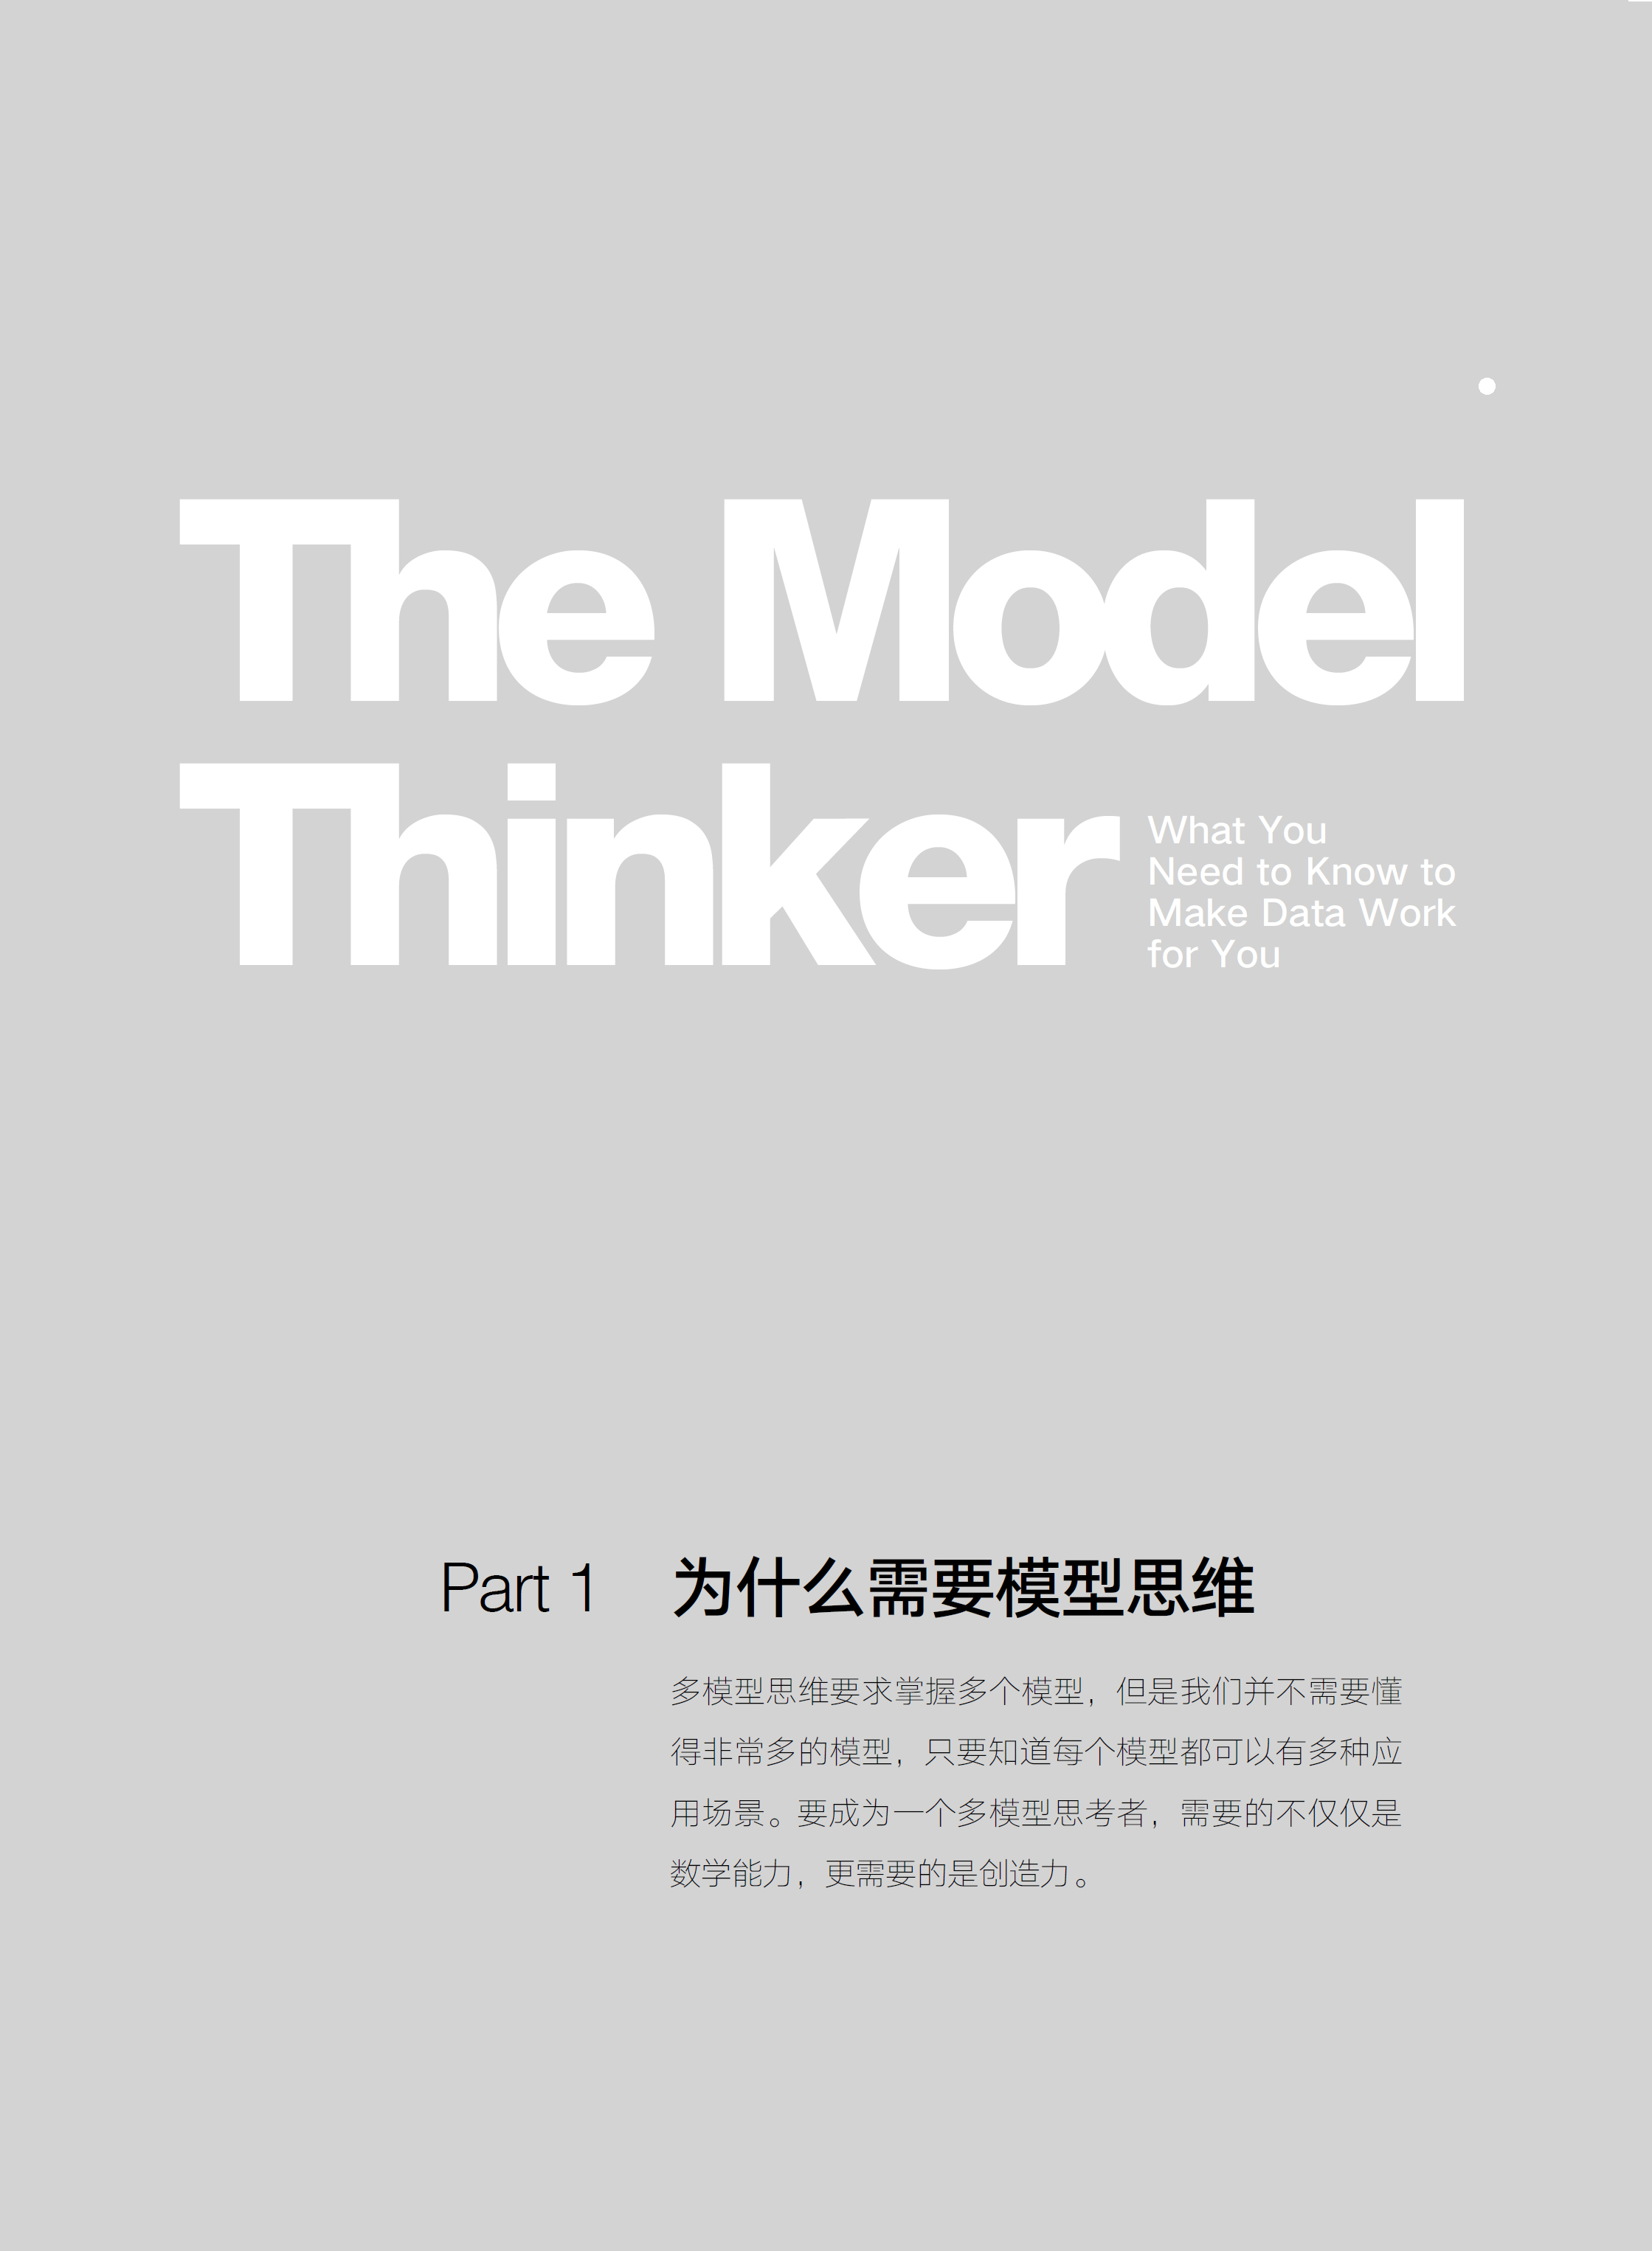 The Model
Thinker
What You
Need to Know to
Make Data Work
for You
Part 1
为什么需要模型思维
多模型思维要求掌握多个模型，但是我们并不需要懂
得非常多的模型，只要知道每个模型都可以有多种应
用场景。要成为一个多模型思考者，需要的不仅仅是
数学能力，更需要的是创造力。